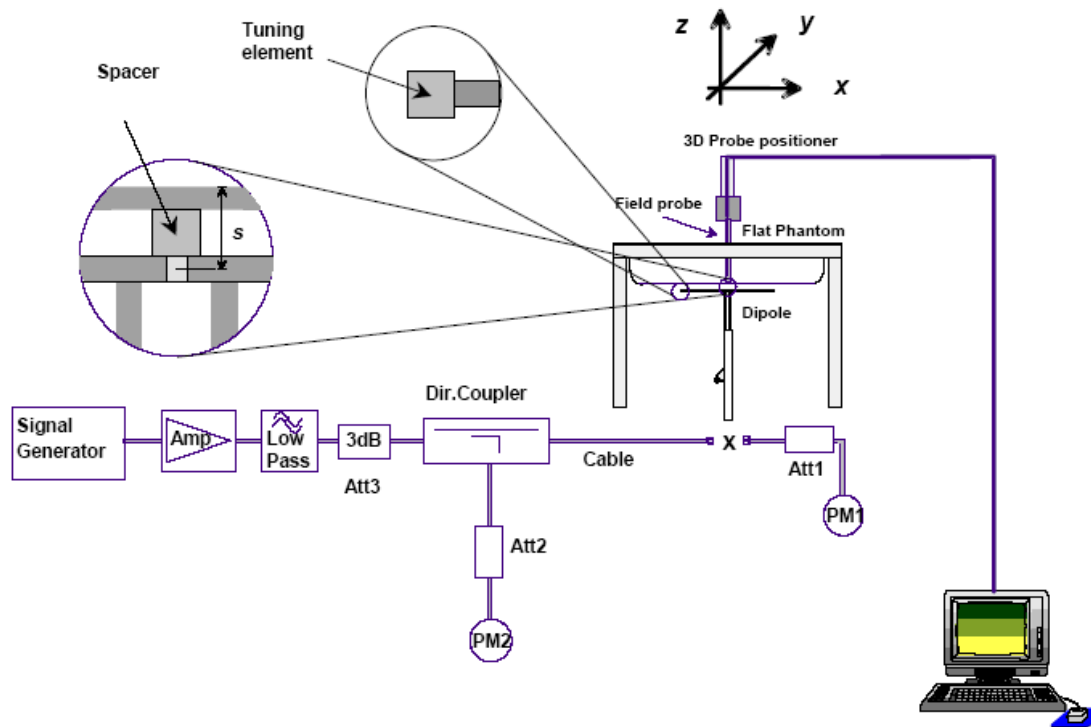 Tuning
element
Spacer
s
z
y
x
3D Probe positioner
Field probe
Flat Phantom
Dipole
Dir.Coupler
Signal
Generator
Amp
Low
Pass
3dB
Att3
Cable
X
Att1
PM1
Att2
PM2